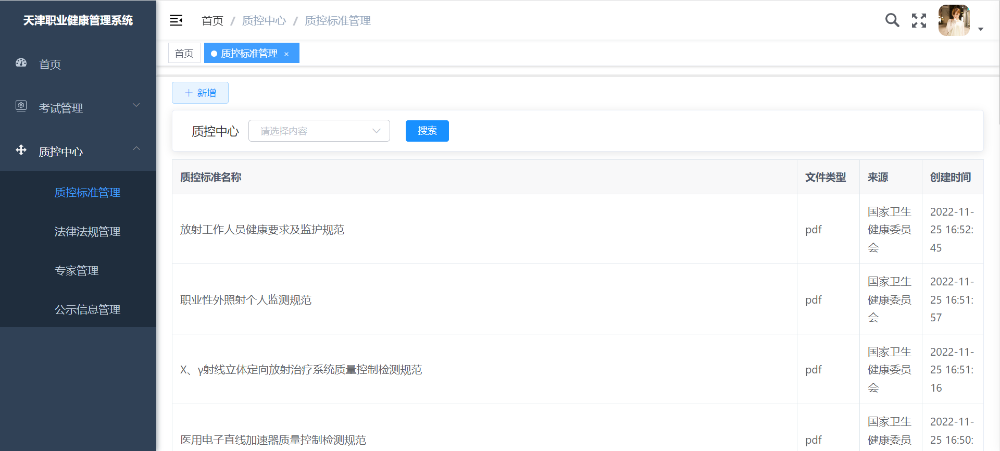 天津职业健康管理系统
首页 / 质控中心 / 质控标准管理
首页
质控标准管理 ×
首页
考试管理
质控中心
质控标准管理
法律法规管理
专家管理
公示信息管理
+ 新增
质控中心 请选择内容 搜索
质控标准名称 文件类型 来源 创建时间
放射工作人员健康要求及监护规范
pdf
国家卫生
健康委员
会
2022-11-
25 16:52:
45
职业性外照射个人监测规范
pdf
国家卫生
健康委员
会
2022-11-
25 16:51:
57
X、γ射线立体定向放射治疗系统质量控制检测规范
pdf
国家卫生
健康委员
会
2022-11-
25 16:51:
16
医用电子直线加速器质量控制检测规范
pdf
国家卫生
健康委员
2022-11-
25 16:50: